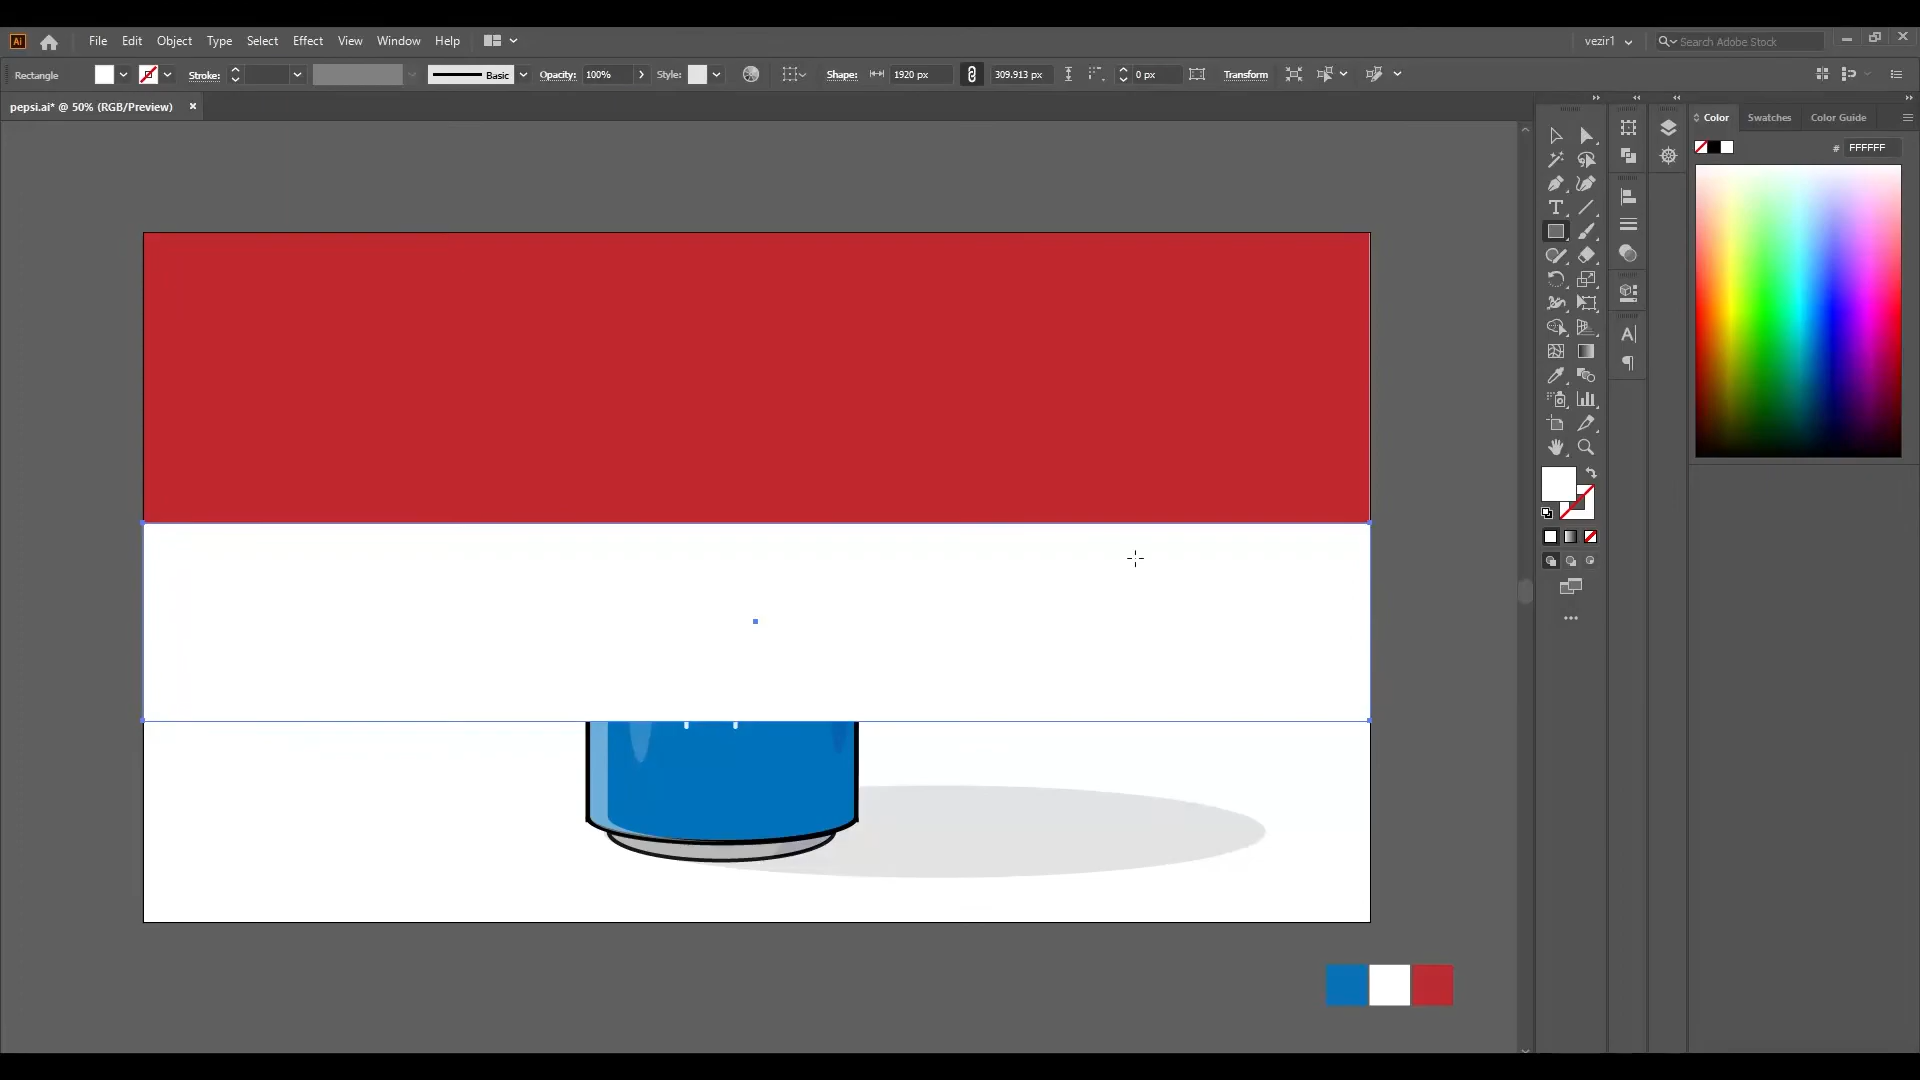 Ai File Edit Object Type Select Effect View Window Help vezir1 Search Adobe Stock
Rectangle Stroke: Basic Opacity: 100% Style: Shape: 1920 px 309.913 px 0 px Transform
pepsi.ai* @ 50% (RGB/Preview) ×
Color Swatches Color Guide
# FFFFFF